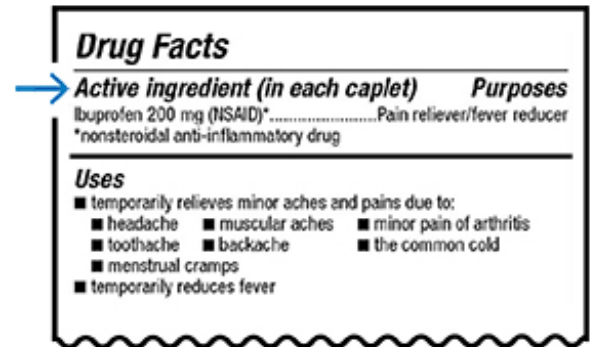 Drug Facts
Active ingredient (in each caplet) Purposes
Ibuprofen 200 mg (NSAID)*........................Pain reliever/fever reducer
*nonsteroidal anti-inflammatory drug
Uses
■ temporarily relieves minor aches and pains due to:
■ headache ■ muscular aches ■ minor pain of arthritis
■ toothache ■ backache ■ the common cold
■ menstrual cramps
■ temporarily reduces fever